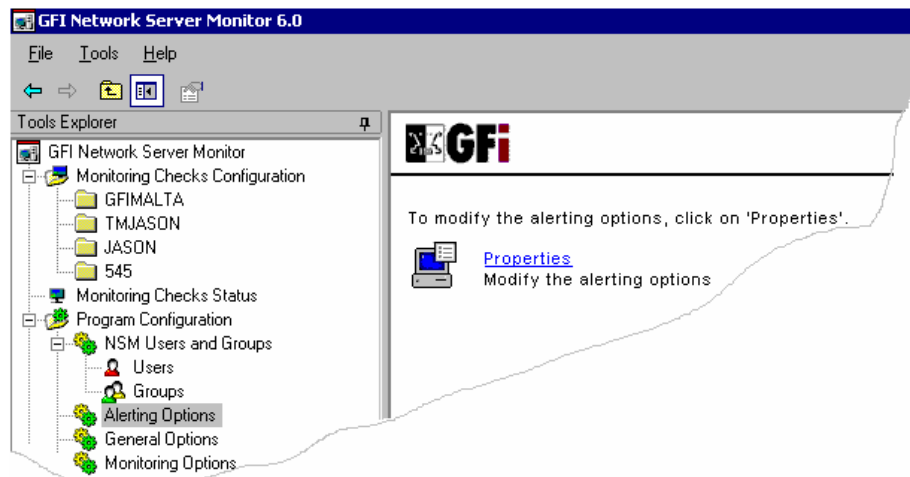 GFI Network Server Monitor 6.0
File Tools Help
Tools Explorer
GFI Network Server Monitor
Monitoring Checks Configuration
GFIMALTA
TMJASON
JASON
545
Monitoring Checks Status
Program Configuration
NSM Users and Groups
Users
Groups
Alerting Options
General Options
Monitoring Options
GFi
To modify the alerting options, click on 'Properties'.
Properties
Modify the alerting options